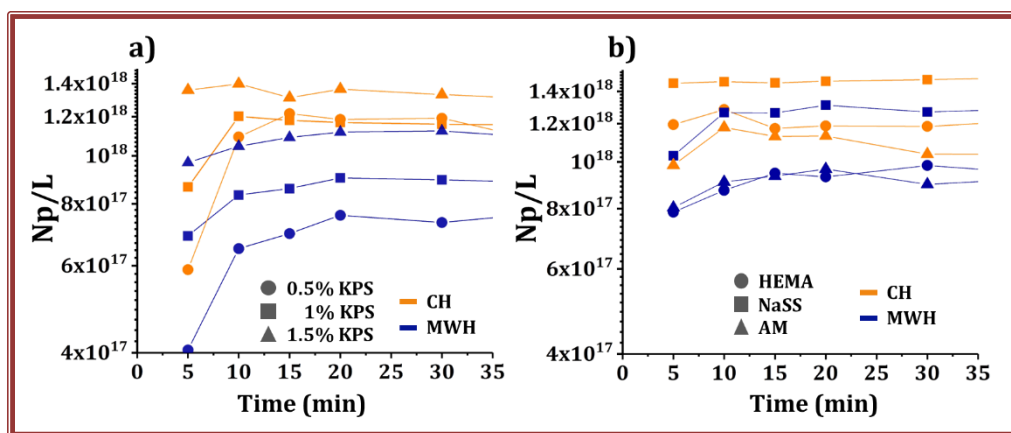 a)
Np/L
1.4x10¹⁸
1.2x10¹⁸
10¹⁸
8x10¹⁷
6x10¹⁷
4x10¹⁷
0.5% KPS
1% KPS
1.5% KPS
CH
MWH
0 5 10 15 20 25 30 35
Time (min)
b)
Np/L
1.4x10¹⁸
1.2x10¹⁸
10¹⁸
8x10¹⁷
6x10¹⁷
4x10¹⁷
HEMA
NaSS
AM
CH
MWH
0 5 10 15 20 25 30 35
Time (min)